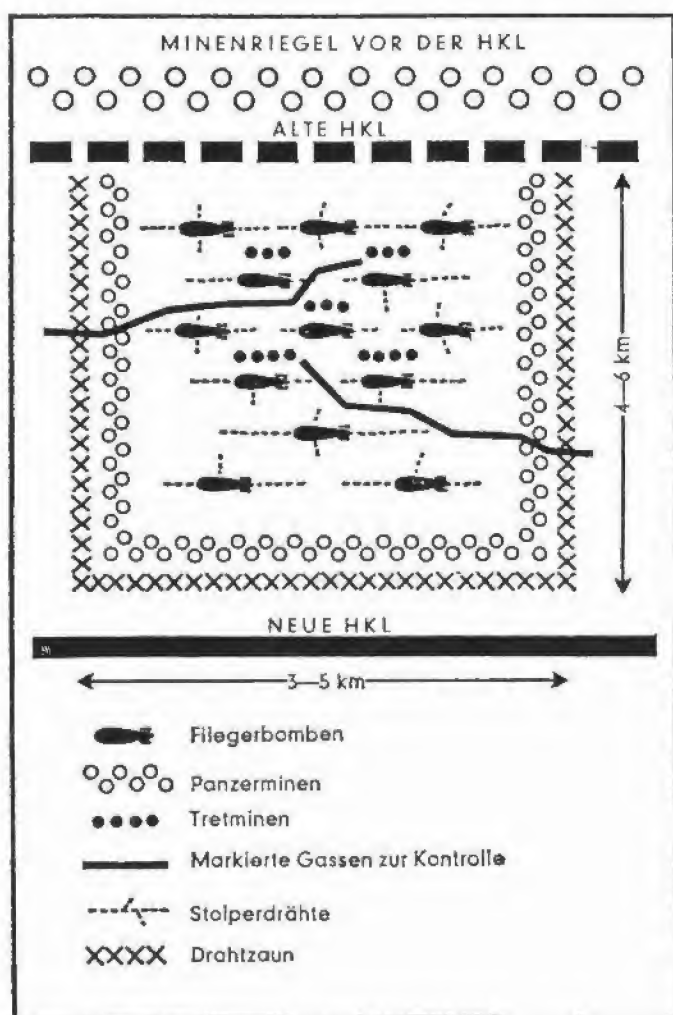 MINENRIEGEL VOR DER HKL
ALTE HKL
4—6 km
NEUE HKL
3—5 km
Fliegerbomben
Panzerminen
Tretminen
Markierte Gassen zur Kontrolle
Stolperdrähte
Drahtzaun